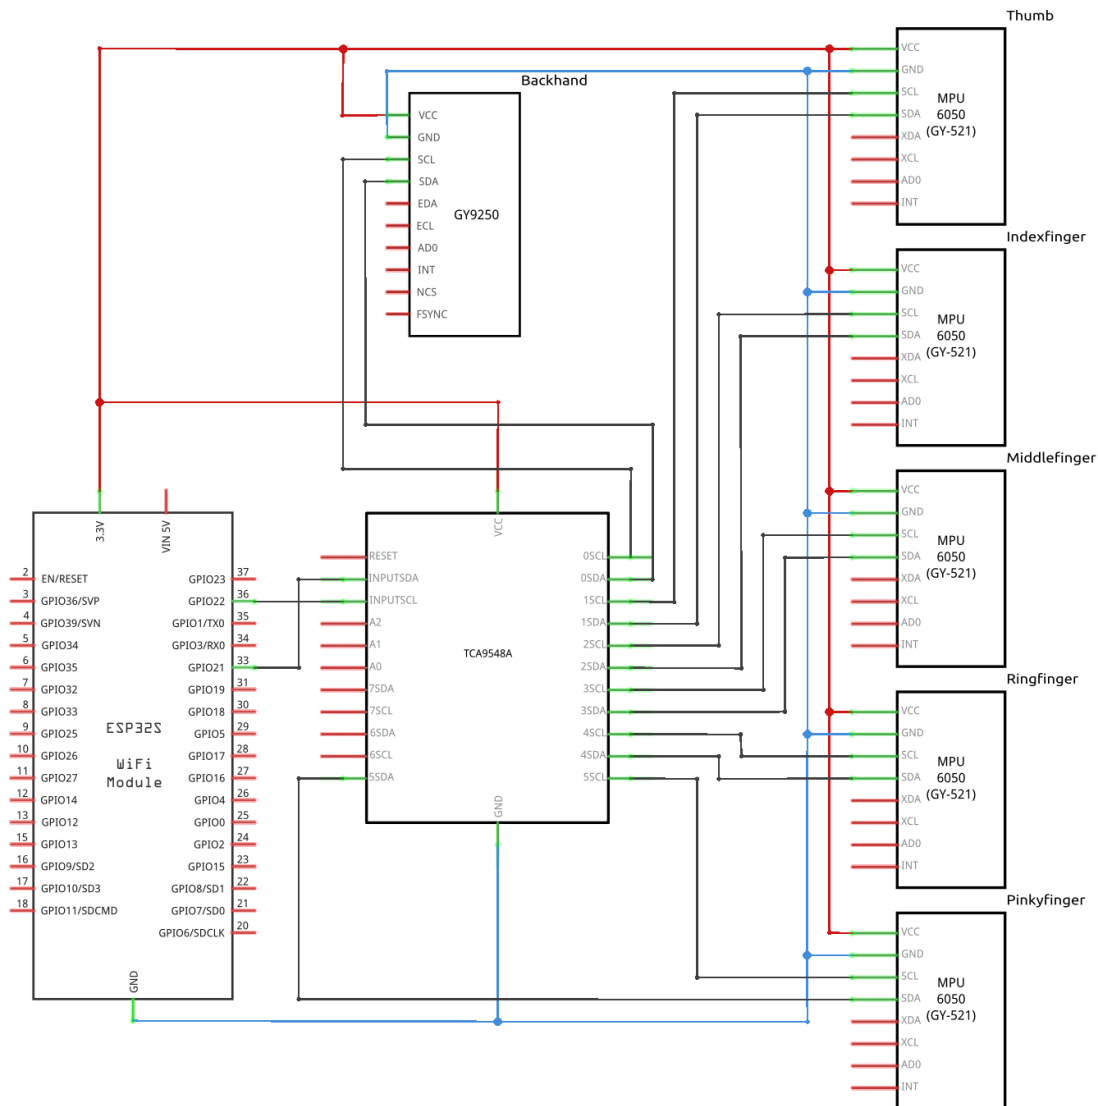 Thumb
VCC
GND
SCL
SDA
XDA
XCL
AD0
INT
MPU
6050
(GY-521)
Backhand
VCC
GND
SCL
SDA
EDA
ECL
AD0
INT
NCS
FSYNC
GY9250
Indexfinger
VCC
GND
SCL
SDA
XDA
XCL
AD0
INT
MPU
6050
(GY-521)
Middlefinger
VCC
GND
SCL
SDA
XDA
XCL
AD0
INT
MPU
6050
(GY-521)
3.3V
VIN 5V
2 EN/RESET
3 GPIO36/SVP
4 GPIO39/SVN
5 GPIO34
6 GPIO35
7 GPIO32
8 GPIO33
9 GPIO25
10 GPIO26
11 GPIO27
12 GPIO14
13 GPIO12
15 GPIO13
16 GPIO9/SD2
17 GPIO10/SD3
18 GPIO11/SDCMD
ESP32S
WiFi
Module
GPIO23 37
GPIO22 36
GPIO1/TX0 35
GPIO3/RX0 34
GPIO21 33
GPIO19 31
GPIO18 30
GPIO5 29
GPIO17 28
GPIO16 27
GPIO4 26
GPIO0 25
GPIO2 24
GPIO15 23
GPIO8/SD1 22
GPIO7/SD0 21
GPIO6/SDCLK 20
GND
VCC
RESET
INPUTSDA
INPUTSCL
A2
A1
A0
7SDA
7SCL
6SDA
6SCL
5SDA
TCA9548A
0SCL
0SDA
1SCL
1SDA
2SCL
2SDA
3SCL
3SDA
4SCL
4SDA
5SCL
GND
Ringfinger
VCC
GND
SCL
SDA
XDA
XCL
AD0
INT
MPU
6050
(GY-521)
Pinkyfinger
VCC
GND
SCL
SDA
XDA
XCL
AD0
INT
MPU
6050
(GY-521)